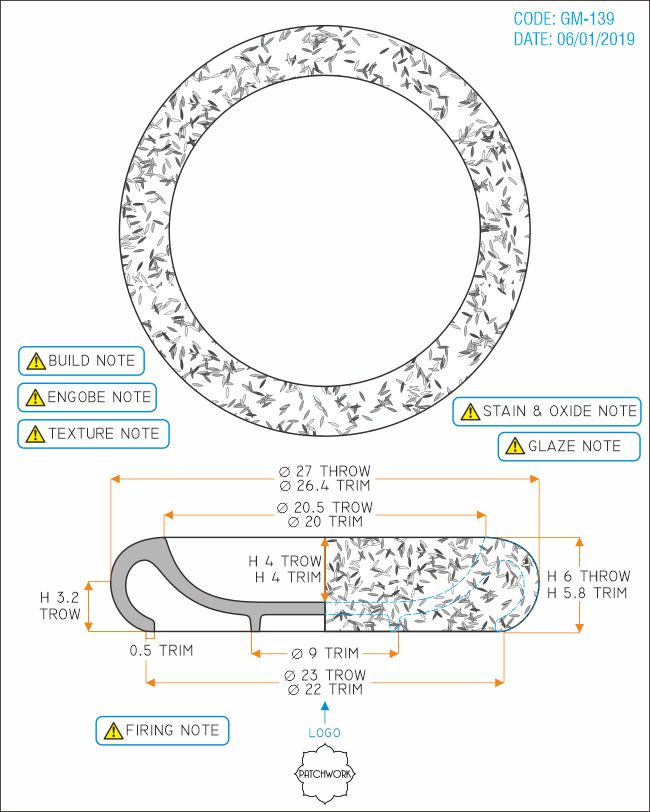 CODE: GM-139
DATE: 06/01/2019
BUILD NOTE
ENGOBE NOTE
TEXTURE NOTE
STAIN & OXIDE NOTE
GLAZE NOTE
Ø 27 THROW
Ø 26.4 TRIM
Ø 20.5 TROW
Ø 20 TRIM
H 4 TROW
H 4 TRIM
H 3.2
TROW
H 6 THROW
H 5.8 TRIM
0.5 TRIM
Ø 9 TRIM
Ø 23 TROW
Ø 22 TRIM
FIRING NOTE
LOGO
PATCHWORK